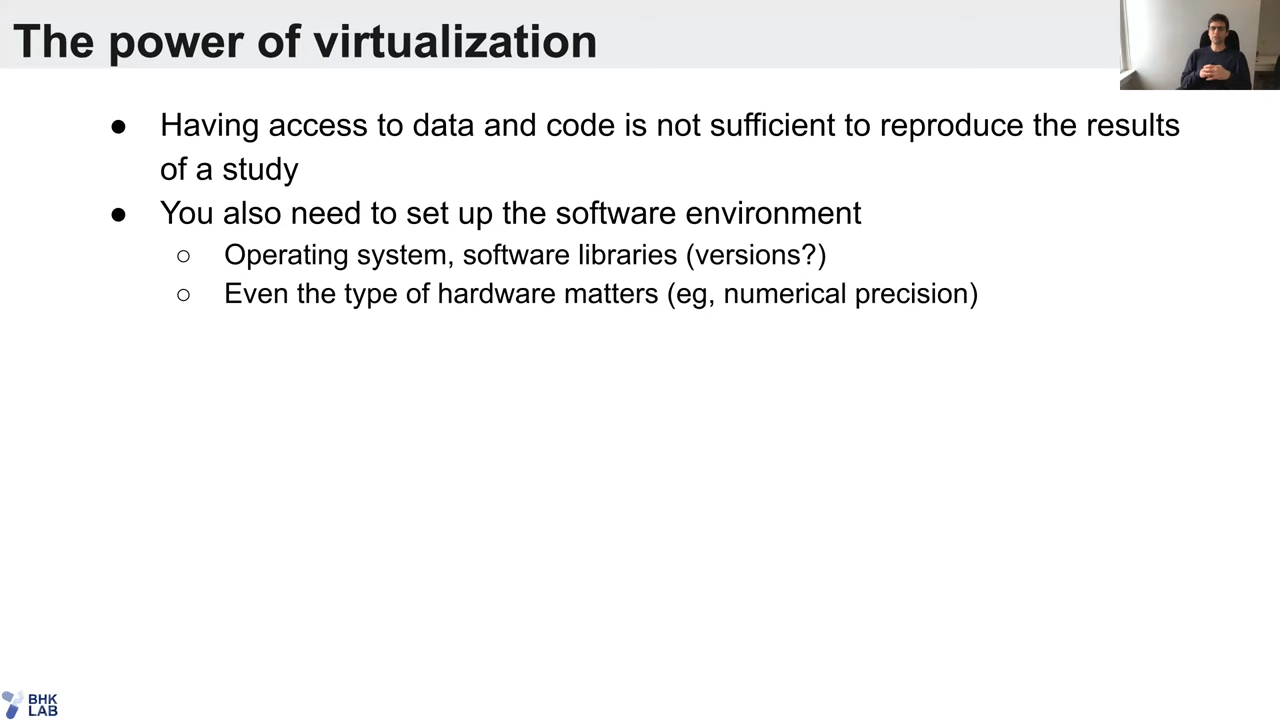 The power of virtualization
● Having access to data and code is not sufficient to reproduce the results
of a study
● You also need to set up the software environment
○ Operating system, software libraries (versions?)
○ Even the type of hardware matters (eg, numerical precision)
BHK
LAB